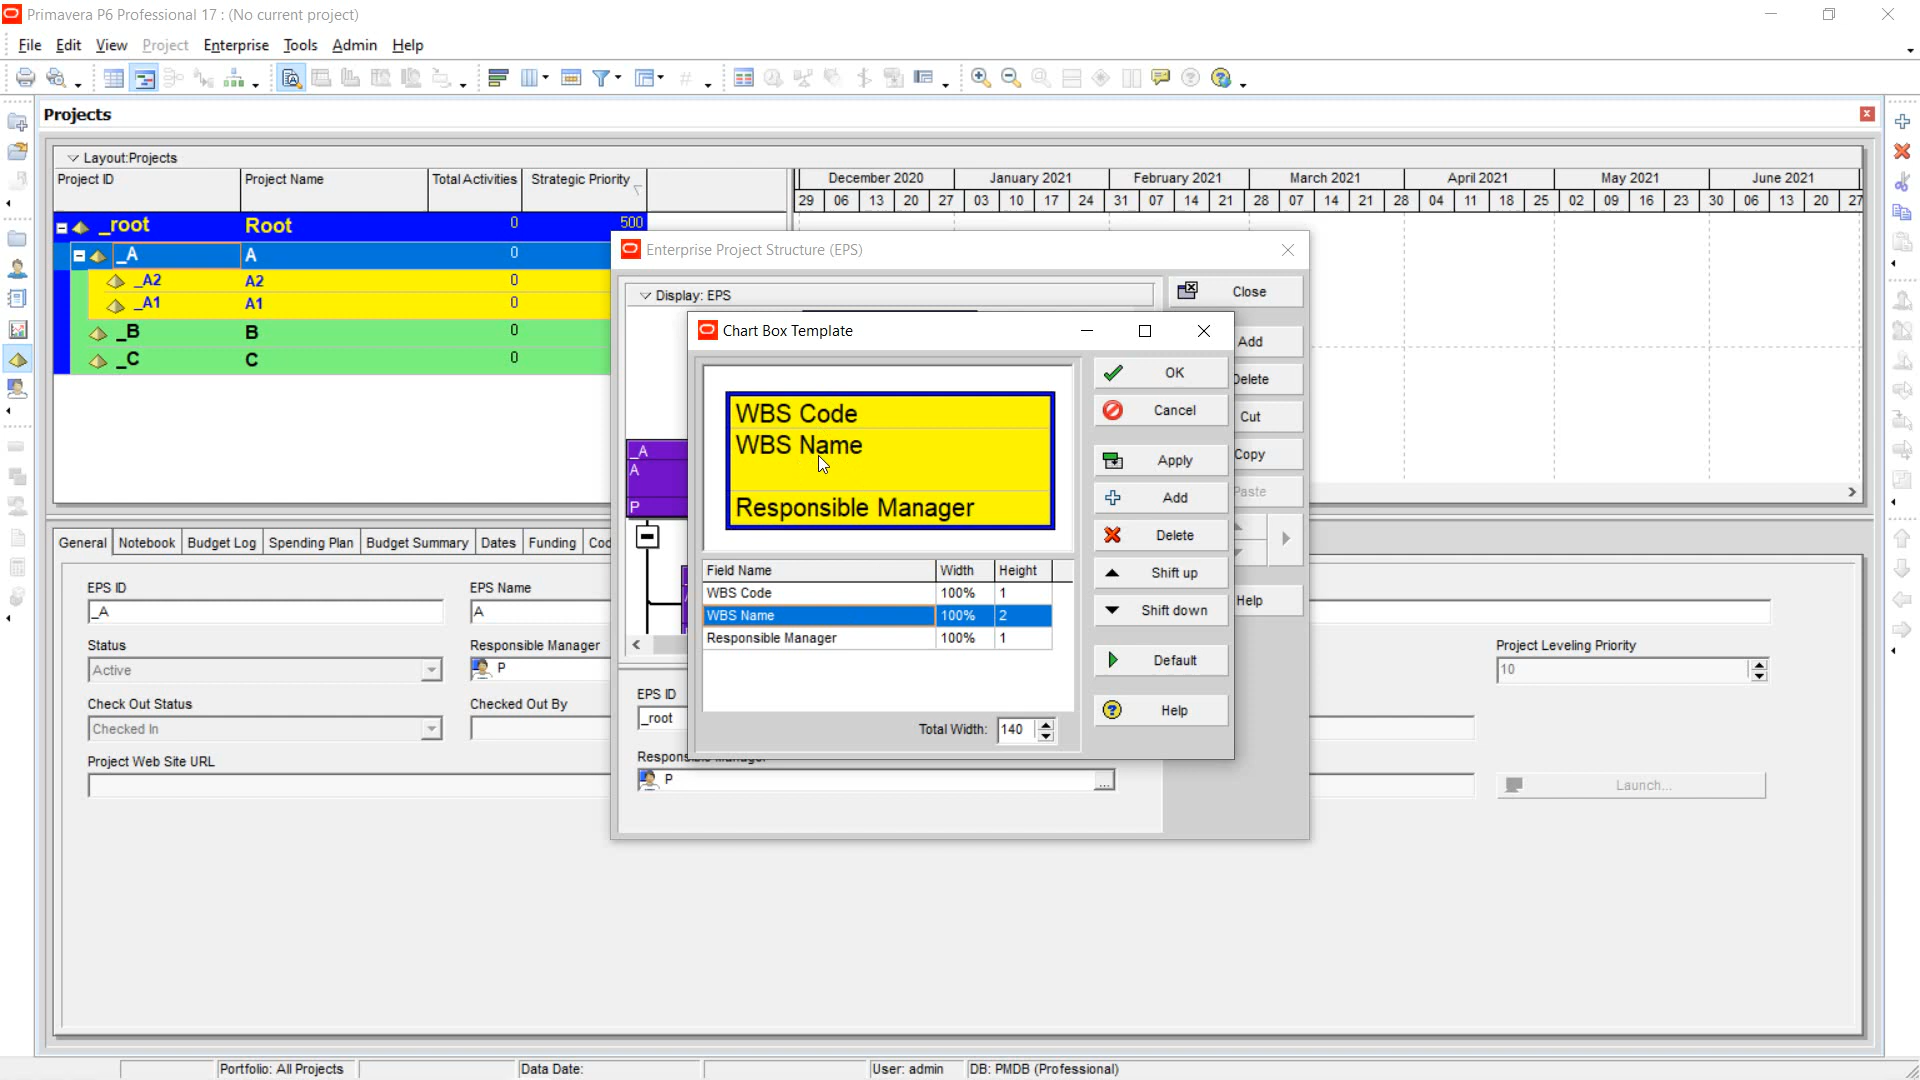 Primavera P6 Professional 17 : (No current project)
File Edit View Project Enterprise Tools Admin Help
Projects
Layout:Projects
Project ID Project Name Total Activities Strategic Priority
December 2020 January 2021 February 2021 March 2021 April 2021 May 2021 June 2021
29 06 13 20 27 03 10 17 24 31 07 14 21 28 07 14 21 28 04 11 18 25 02 09 16 23 30 06 13 20 27
_root Root 0 500
_A A 0
_A2 A2 0
_A1 A1 0
_B B 0
_C C 0
Enterprise Project Structure (EPS)
Display: EPS
Close
Add
Delete
Cut
Copy
Paste
Help
_A
A
P
EPS ID
_root
P
Chart Box Template
WBS Code
WBS Name
Responsible Manager
Field Name Width Height
WBS Code 100% 1
WBS Name 100% 2
Responsible Manager 100% 1
Total Width: 140
OK
Cancel
Apply
Add
Delete
Shift up
Shift down
Default
Help
General Notebook Budget Log Spending Plan Budget Summary Dates Funding Cod
EPS ID EPS Name
_A A
Status Responsible Manager Project Leveling Priority
Active P 10
Check Out Status Checked Out By
Checked In
Project Web Site URL
Launch...
Portfolio: All Projects Data Date: User: admin DB: PMDB (Professional)